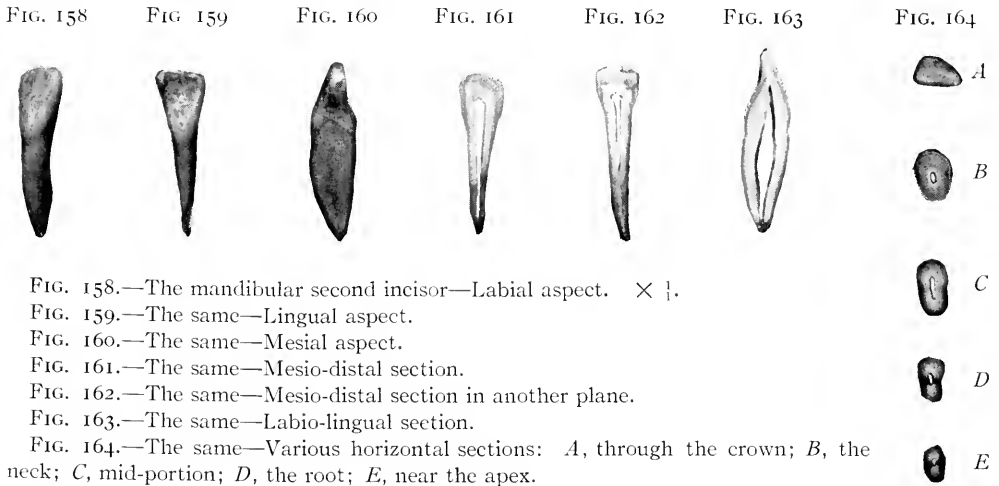 FIG. 158 FIG 159 FIG. 160 FIG. 161 FIG. 162 FIG. 163 FIG. 164
A
B
C
D
E
FIG. 158.—The mandibular second incisor—Labial aspect. ×
FIG. 159.—The same—Lingual aspect.
FIG. 160.—The same—Mesial aspect.
FIG. 161.—The same—Mesio-distal section.
FIG. 162.—The same—Mesio-distal section in another plane.
FIG. 163.—The same—Labio-lingual section.
FIG. 164.—The same—Various horizontal sections: A, through the crown; B, the
neck; C, mid-portion; D, the root; E, near the apex.